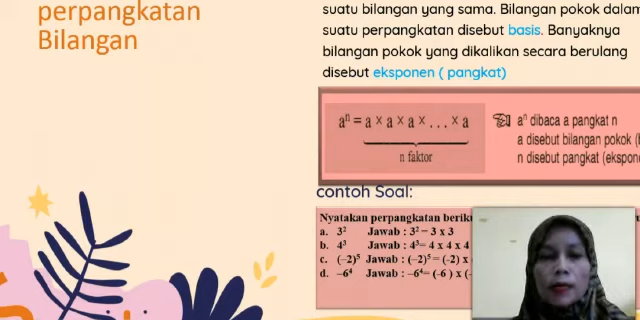 perpangkatan
Bilangan
suatu bilangan yang sama. Bilangan pokok dalam
suatu perpangkatan disebut basis. Banyaknya
bilangan pokok yang dikalikan secara berulang
disebut eksponen ( pangkat)
aⁿ = a x a x a x . . . x a
n faktor
aⁿ dibaca a pangkat n
a disebut bilangan pokok (
n disebut pangkat (ekspon
contoh Soal:
Nyatakan perpangkatan berik
a. 3² Jawab : 3² = 3 x 3
b. 4³ Jawab : 4³= 4 x 4 x 4
c. (–2)⁵ Jawab : (–2)⁵ = (-2) x
d. –6⁴ Jawab : –6⁴= (-6 ) x (-